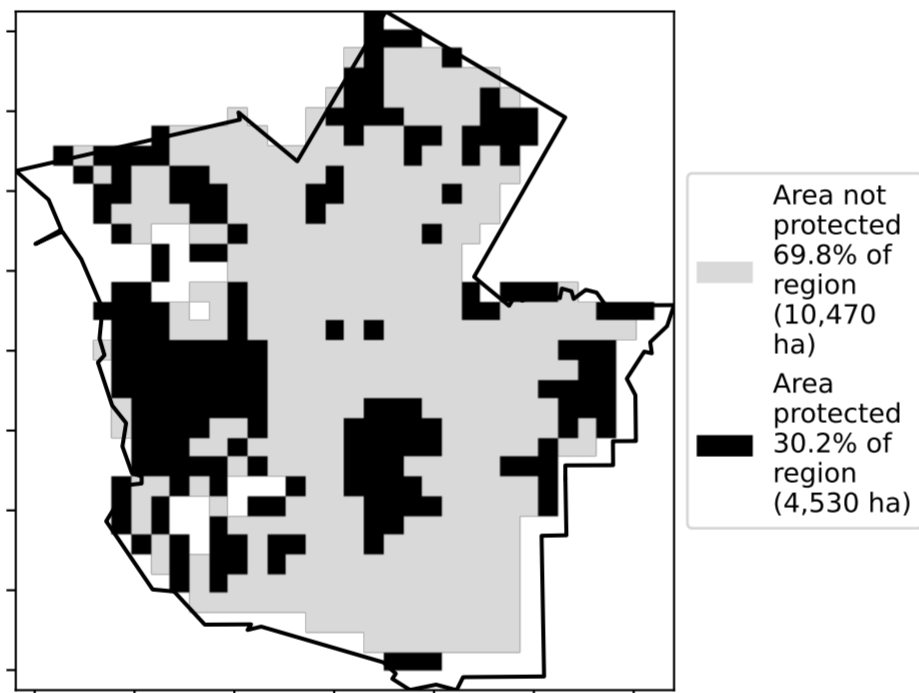 Area not
protected
69.8% of
region
(10,470
ha)
Area
protected
30.2% of
region
(4,530 ha)